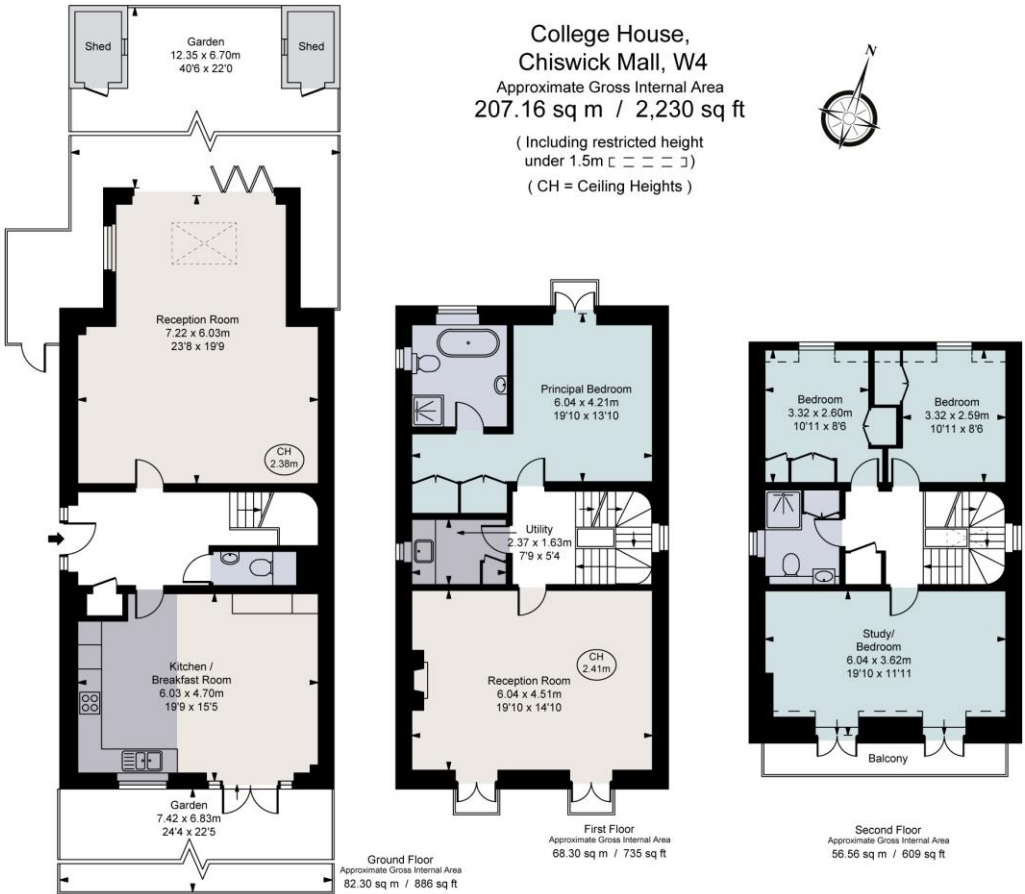 College House,
Chiswick Mall, W4
Approximate Gross Internal Area
207.16 sq m / 2,230 sq ft
( Including restricted height
under 1.5m )
( CH = Ceiling Heights )
N
Shed
Garden
12.35 x 6.70m
40'6 x 22'0
Shed
Reception Room
7.22 x 6.03m
23'8 x 19'9
CH
2.38m
Kitchen /
Breakfast Room
6.03 x 4.70m
19'9 x 15'5
Garden
7.42 x 6.83m
24'4 x 22'5
Ground Floor
Approximate Gross Internal Area
82.30 sq m / 886 sq ft
Principal Bedroom
6.04 x 4.21m
19'10 x 13'10
Utility
2.37 x 1.63m
7'9 x 5'4
CH
2.41m
Reception Room
6.04 x 4.51m
19'10 x 14'10
First Floor
Approximate Gross Internal Area
68.30 sq m / 735 sq ft
Bedroom
3.32 x 2.60m
10'11 x 8'6
Bedroom
3.32 x 2.59m
10'11 x 8'6
Study/
Bedroom
6.04 x 3.62m
19'10 x 11'11
Balcony
Second Floor
Approximate Gross Internal Area
56.56 sq m / 609 sq ft